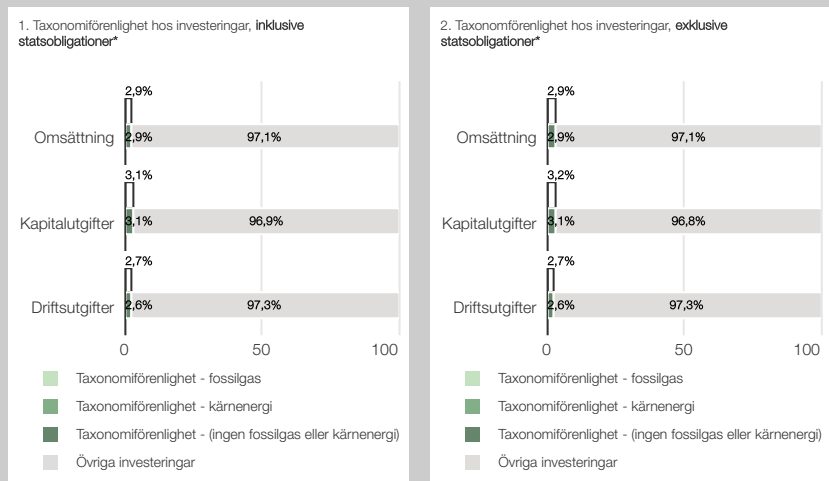 1. Taxonomiförenlighet hos investeringar, inklusive
statsobligationer*
2,9%
Omsättning 2,9% 97,1%
3,1%
Kapitalutgifter 3,1% 96,9%
2,7%
Driftsutgifter 2,6% 97,3%
0 50 100
Taxonomiförenlighet - fossilgas
Taxonomiförenlighet - kärnenergi
Taxonomiförenlighet - (ingen fossilgas eller kärnenergi)
Övriga investeringar
2. Taxonomiförenlighet hos investeringar, exklusive
statsobligationer*
2,9%
Omsättning 2,9% 97,1%
3,2%
Kapitalutgifter 3,1% 96,8%
2,7%
Driftsutgifter 2,6% 97,3%
0 50 100
Taxonomiförenlighet - fossilgas
Taxonomiförenlighet - kärnenergi
Taxonomiförenlighet - (ingen fossilgas eller kärnenergi)
Övriga investeringar